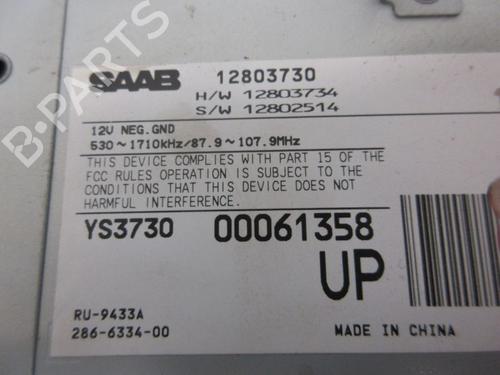 SAAB 12803730
H/W 12803734
S/W 12802514
12V NEG.GND
530~1710kHz/87.9~107.9MHz
THIS DEVICE COMPLIES WITH PART 15 OF THE
FCC RULES OPERATION IS SUBJECT TO THE
CONDITIONS THAT THIS DEVICE DOES NOT
HARMFUL INTERFERENCE.
YS3730 00061358
UP
RU-9433A
286-6334-00
MADE IN CHINA
B-Parts